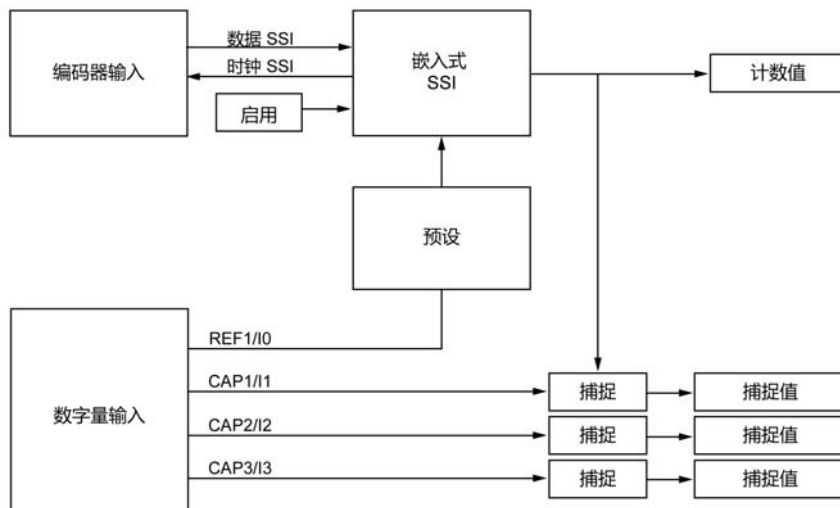 编码器输入
数据 SSI
时钟 SSI
启用
嵌入式
SSI
计数值
预设
数字量输入
REF1/I0
CAP1/I1
捕捉
捕捉值
CAP2/I2
捕捉
捕捉值
CAP3/I3
捕捉
捕捉值